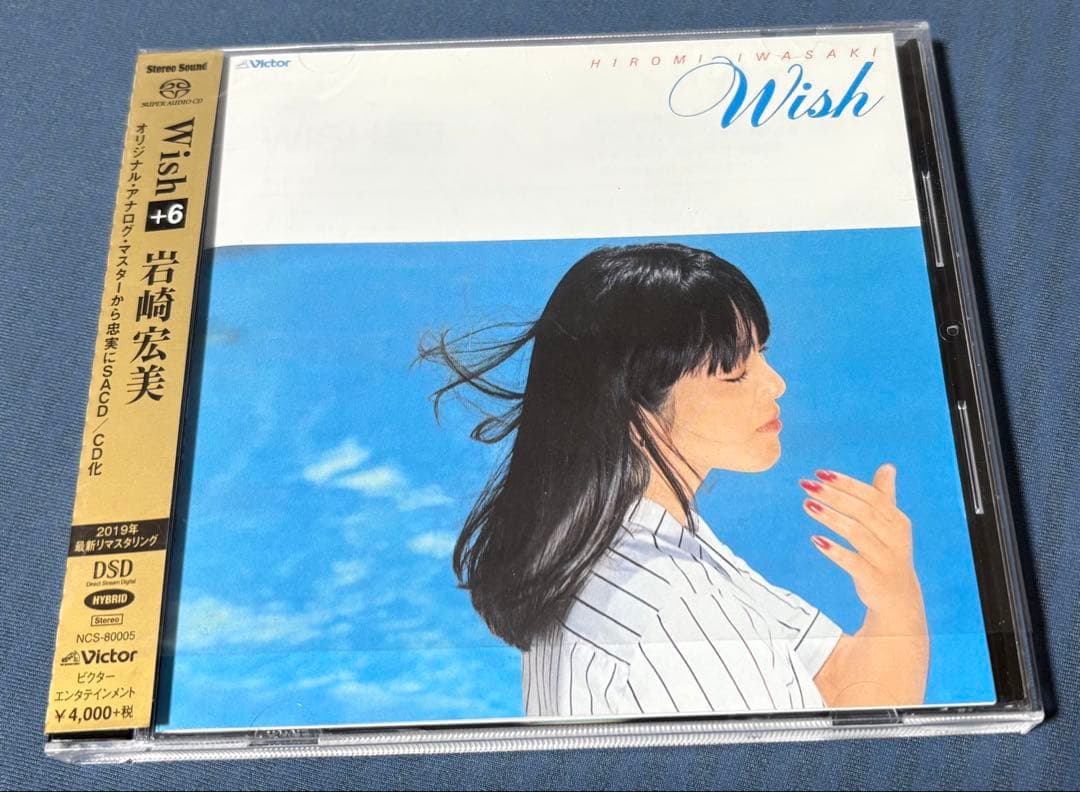 Stereo Sound
SUPER AUDIO CD
Wish +6 岩崎宏美
オリジナル・アナログ・マスターから忠実にSACD/CD化
2019年
最新リマスタリング
DSD
Direct Stream Digital
HYBRID
Stereo
NCS-80005
Victor
ビクター
エンタテインメント
¥4,000+税
Victor
HIROMI IWASAKI
Wish